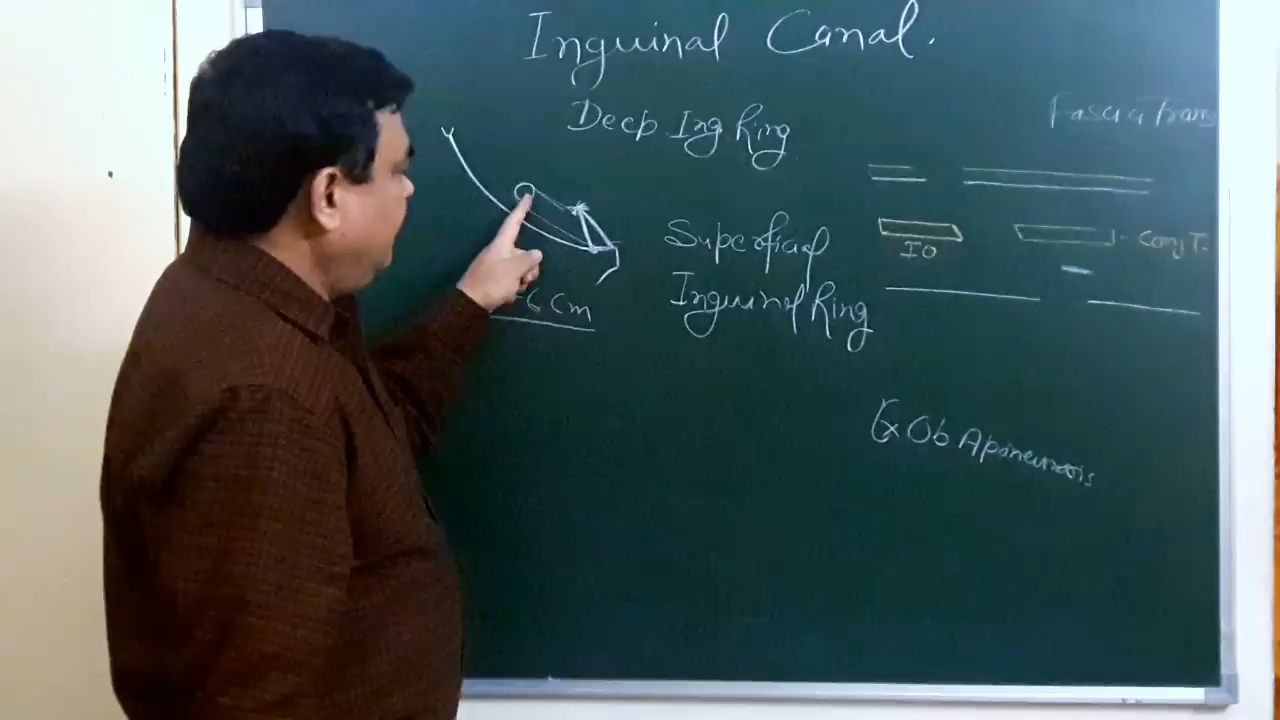 Inguinal Canal.
Deep Ing Ring
Fascia Trans
Superficial
Inguinal Ring
IO
Conj T.
6 Cm
Ex Ob Aponeurosis